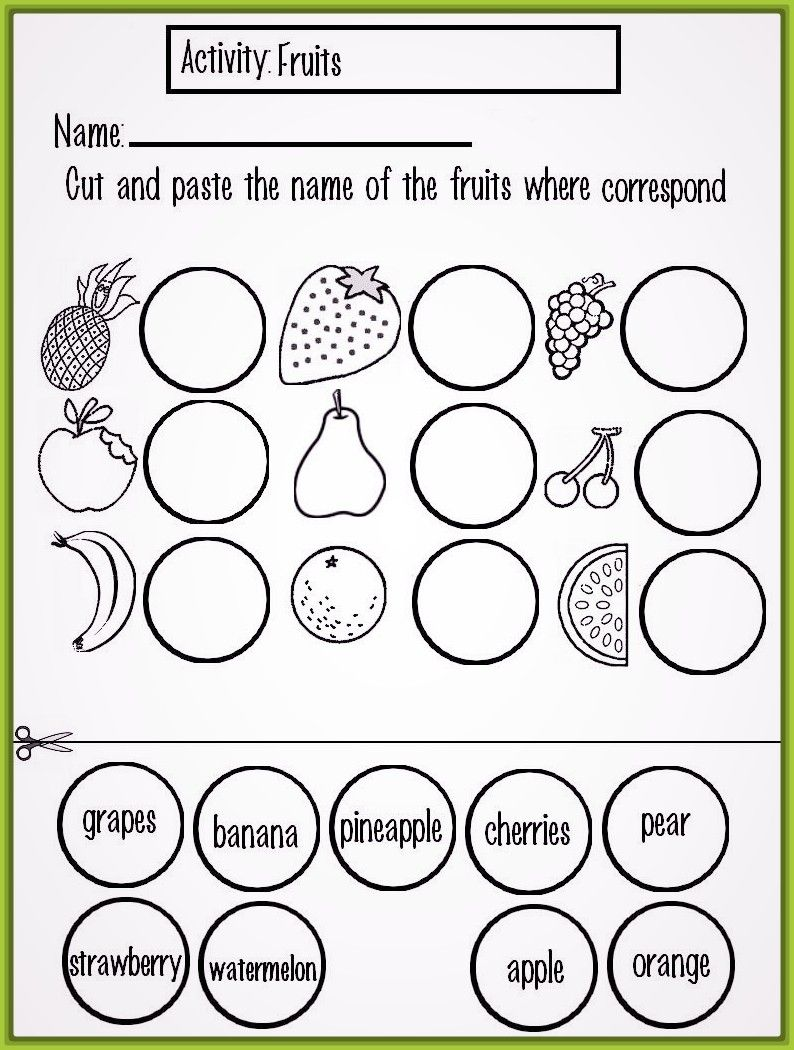 Activity: Fruits
Name:
Cut and paste the name of the fruits where correspond
grapes
banana
pineapple
cherries
pear
strawberry
watermelon
apple
orange